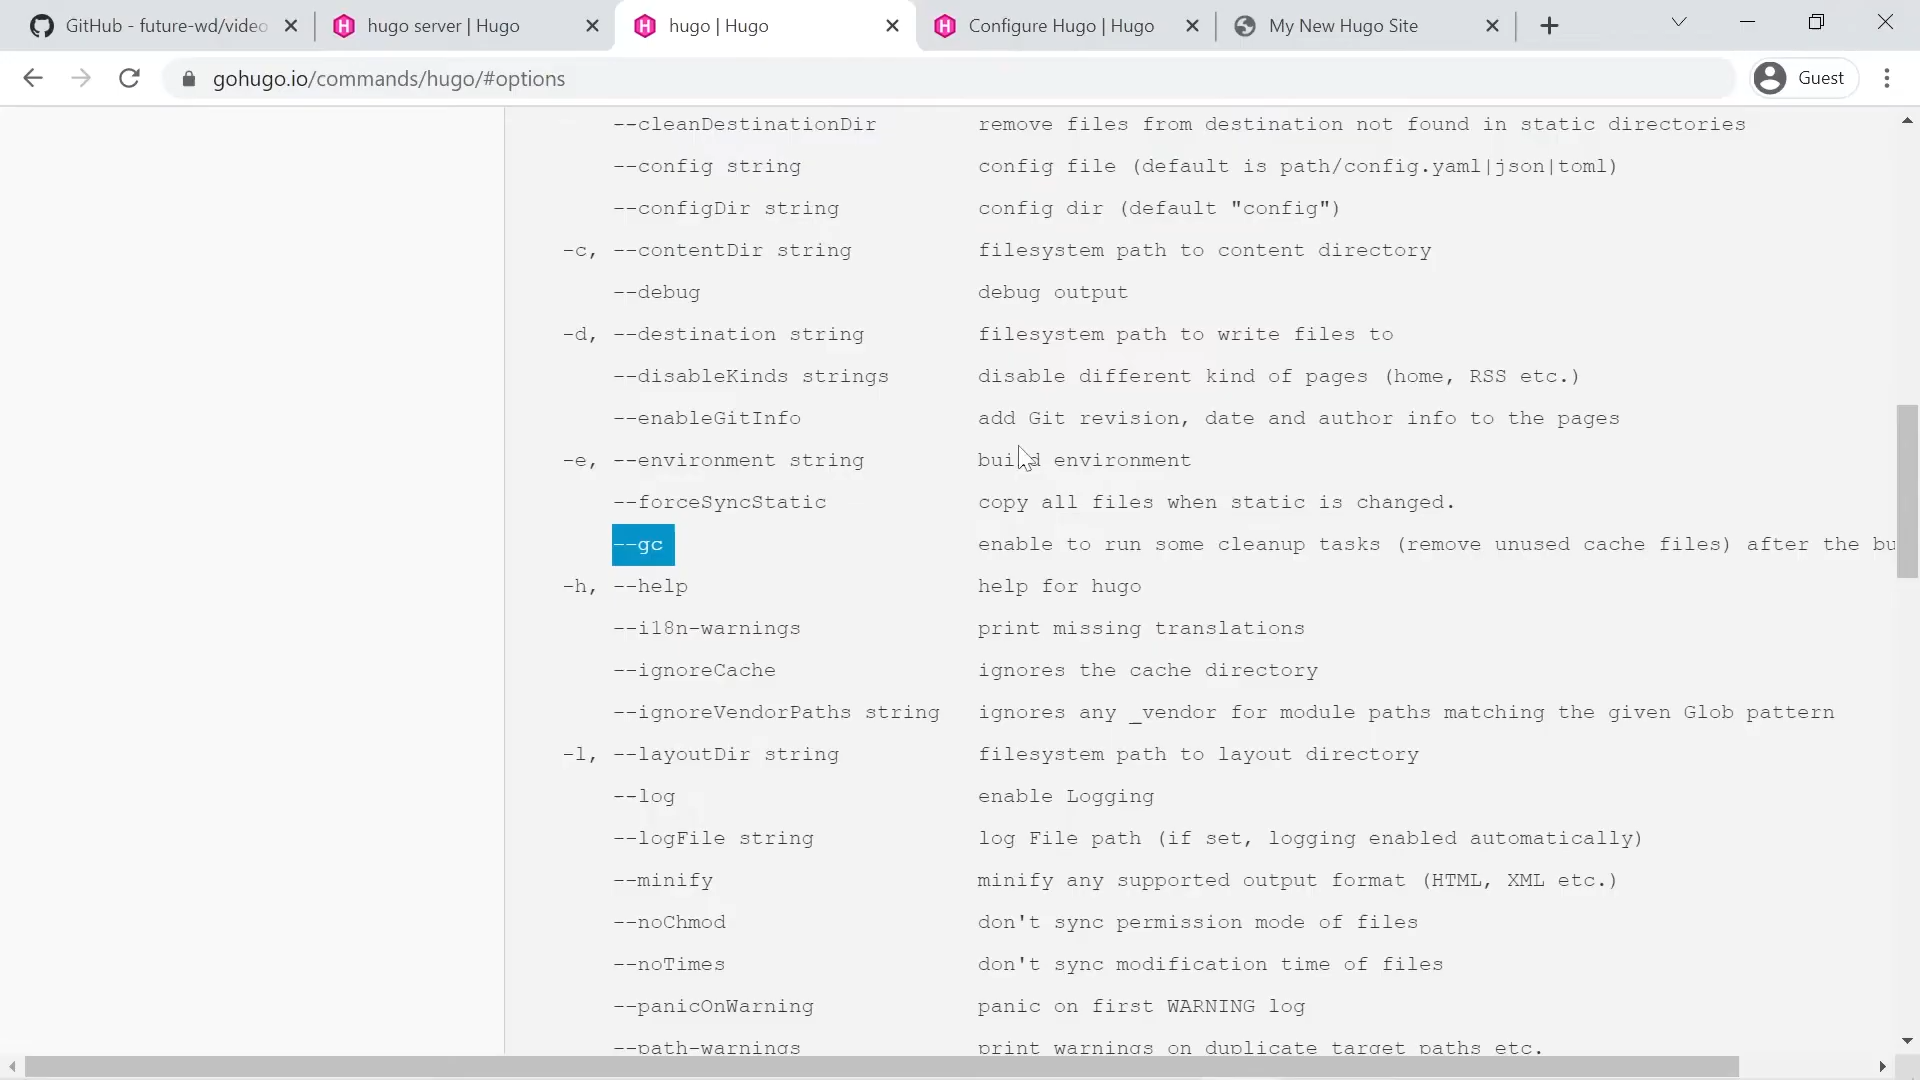 GitHub - future-wd/video
hugo server | Hugo
hugo | Hugo
Configure Hugo | Hugo
My New Hugo Site
gohugo.io/commands/hugo/#options
Guest
--cleanDestinationDir remove files from destination not found in static directories
--config string config file (default is path/config.yaml|json|toml)
--configDir string config dir (default "config")
-c, --contentDir string filesystem path to content directory
--debug debug output
-d, --destination string filesystem path to write files to
--disableKinds strings disable different kind of pages (home, RSS etc.)
--enableGitInfo add Git revision, date and author info to the pages
-e, --environment string build environment
--forceSyncStatic copy all files when static is changed.
--gc enable to run some cleanup tasks (remove unused cache files) after the bu
-h, --help help for hugo
--i18n-warnings print missing translations
--ignoreCache ignores the cache directory
--ignoreVendorPaths string ignores any _vendor for module paths matching the given Glob pattern
-l, --layoutDir string filesystem path to layout directory
--log enable Logging
--logFile string log File path (if set, logging enabled automatically)
--minify minify any supported output format (HTML, XML etc.)
--noChmod don't sync permission mode of files
--noTimes don't sync modification time of files
--panicOnWarning panic on first WARNING log
--path-warnings print warnings on duplicate target paths etc.